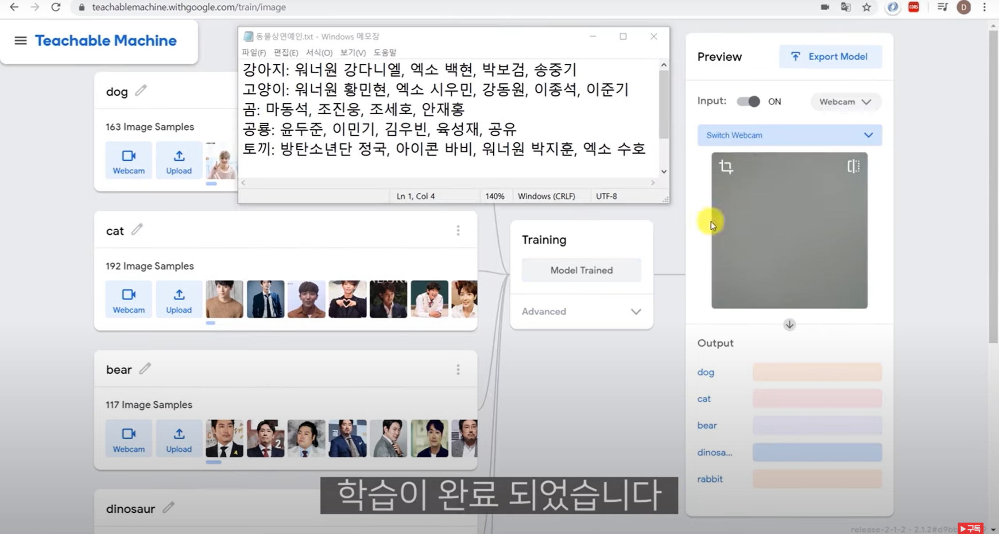 teachablemachine.withgoogle.com/train/image
CORS
D
Teachable Machine
동물상연예인.txt - Windows 메모장
파일(F) 편집(E) 서식(O) 보기(V) 도움말
강아지: 워너원 강다니엘, 엑소 백현, 박보검, 송중기
고양이: 워너원 황민현, 엑소 시우민, 강동원, 이종석, 이준기
곰: 마동석, 조진웅, 조세호, 안재홍
공룡: 윤두준, 이민기, 김우빈, 육성재, 공유
토끼: 방탄소년단 정국, 아이콘 바비, 워너원 박지훈, 엑소 수호
Ln 1, Col 4 140% Windows (CRLF) UTF-8
dog
163 Image Samples
Webcam Upload
cat
192 Image Samples
Webcam Upload
bear
117 Image Samples
Webcam Upload
dinosaur
Training
Model Trained
Advanced
Preview Export Model
Input: ON Webcam
Switch Webcam
Output
dog
cat
bear
dinosa...
rabbit
학습이 완료 되었습니다
release-2-1-2 - 2.1.2#d9bb
구독